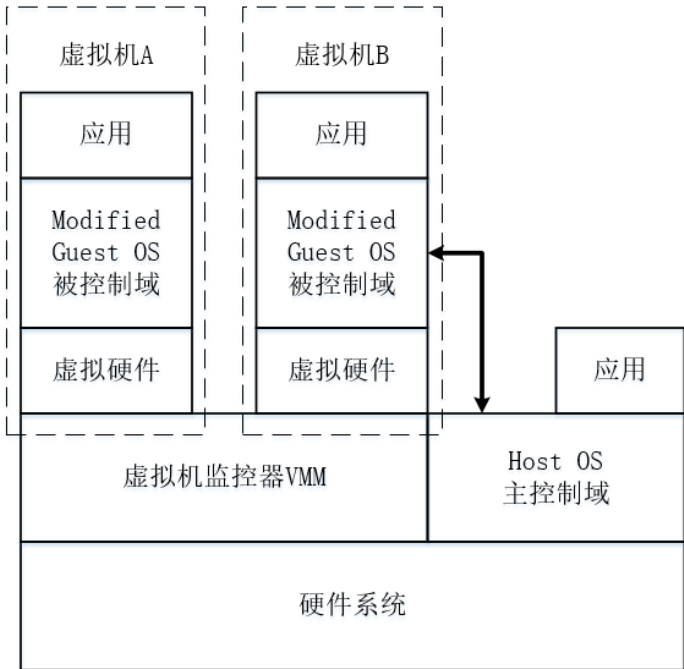 虚拟机A
虚拟机B
应用
应用
Modified
Guest OS
被控制域
Modified
Guest OS
被控制域
虚拟硬件
虚拟硬件
应用
虚拟机监控器VMM
Host OS
主控制域
硬件系统